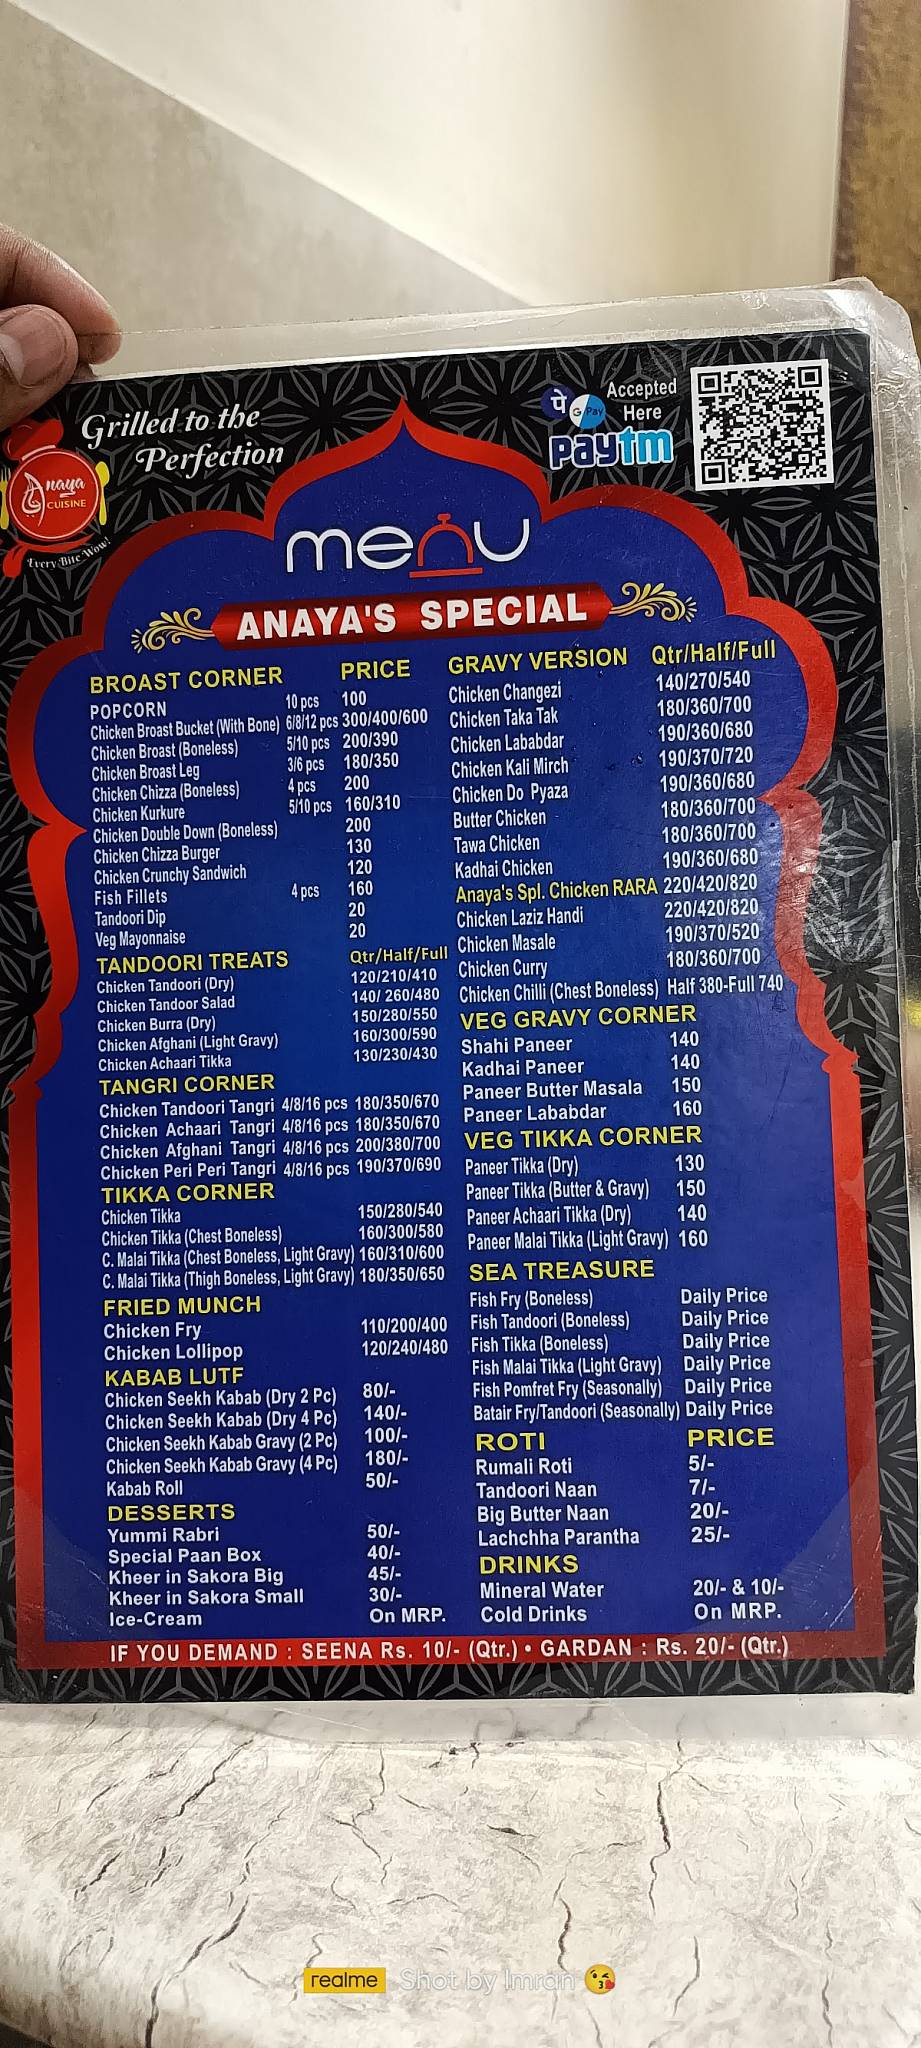 Grilled to the
Perfection
Anaya
CUISINE
Every Bite Wow!
पे G Pay Accepted
Here
paytm
menu
ANAYA'S SPECIAL
BROAST CORNER PRICE
POPCORN 10 pcs 100
Chicken Broast Bucket (With Bone) 6/8/12 pcs 300/400/600
Chicken Broast (Boneless) 5/10 pcs 200/390
Chicken Broast Leg 3/6 pcs 180/350
Chicken Chizza (Boneless) 4 pcs 200
Chicken Kurkure 5/10 pcs 160/310
Chicken Double Down (Boneless) 200
Chicken Chizza Burger 130
Chicken Crunchy Sandwich 120
Fish Fillets 4 pcs 160
Tandoori Dip 20
Veg Mayonnaise 20
TANDOORI TREATS Qtr/Half/Full
Chicken Tandoori (Dry) 120/210/410
Chicken Tandoor Salad 140/ 260/480
Chicken Burra (Dry) 150/280/550
Chicken Afghani (Light Gravy) 160/300/590
Chicken Achaari Tikka 130/230/430
TANGRI CORNER
Chicken Tandoori Tangri 4/8/16 pcs 180/350/670
Chicken Achaari Tangri 4/8/16 pcs 180/350/670
Chicken Afghani Tangri 4/8/16 pcs 200/380/700
Chicken Peri Peri Tangri 4/8/16 pcs 190/370/690
TIKKA CORNER
Chicken Tikka 150/280/540
Chicken Tikka (Chest Boneless) 160/300/580
C. Malai Tikka (Chest Boneless, Light Gravy) 160/310/600
C. Malai Tikka (Thigh Boneless, Light Gravy) 180/350/650
FRIED MUNCH
Chicken Fry 110/200/400
Chicken Lollipop 120/240/480
KABAB LUTF
Chicken Seekh Kabab (Dry 2 Pc) 80/-
Chicken Seekh Kabab (Dry 4 Pc) 140/-
Chicken Seekh Kabab Gravy (2 Pc) 100/-
Chicken Seekh Kabab Gravy (4 Pc) 180/-
Kabab Roll 50/-
DESSERTS
Yummi Rabri 50/-
Special Paan Box 40/-
Kheer in Sakora Big 45/-
Kheer in Sakora Small 30/-
Ice-Cream On MRP.
GRAVY VERSION Qtr/Half/Full
Chicken Changezi 140/270/540
Chicken Taka Tak 180/360/700
Chicken Lababdar 190/360/680
Chicken Kali Mirch 190/370/720
Chicken Do Pyaza 190/360/680
Butter Chicken 180/360/700
Tawa Chicken 180/360/700
Kadhai Chicken 190/360/680
Anaya's Spl. Chicken RARA 220/420/820
Chicken Laziz Handi 220/420/820
Chicken Masale 190/370/520
Chicken Curry 180/360/700
Chicken Chilli (Chest Boneless) Half 380-Full 740
VEG GRAVY CORNER
Shahi Paneer 140
Kadhai Paneer 140
Paneer Butter Masala 150
Paneer Lababdar 160
VEG TIKKA CORNER
Paneer Tikka (Dry) 130
Paneer Tikka (Butter & Gravy) 150
Paneer Achaari Tikka (Dry) 140
Paneer Malai Tikka (Light Gravy) 160
SEA TREASURE
Fish Fry (Boneless) Daily Price
Fish Tandoori (Boneless) Daily Price
Fish Tikka (Boneless) Daily Price
Fish Malai Tikka (Light Gravy) Daily Price
Fish Pomfret Fry (Seasonally) Daily Price
Batair Fry/Tandoori (Seasonally) Daily Price
ROTI PRICE
Rumali Roti 5/-
Tandoori Naan 7/-
Big Butter Naan 20/-
Lachchha Parantha 25/-
DRINKS
Mineral Water 20/- & 10/-
Cold Drinks On MRP.
IF YOU DEMAND : SEENA Rs. 10/- (Qtr.) • GARDAN : Rs. 20/- (Qtr.)
realme Shot by Imran 😘